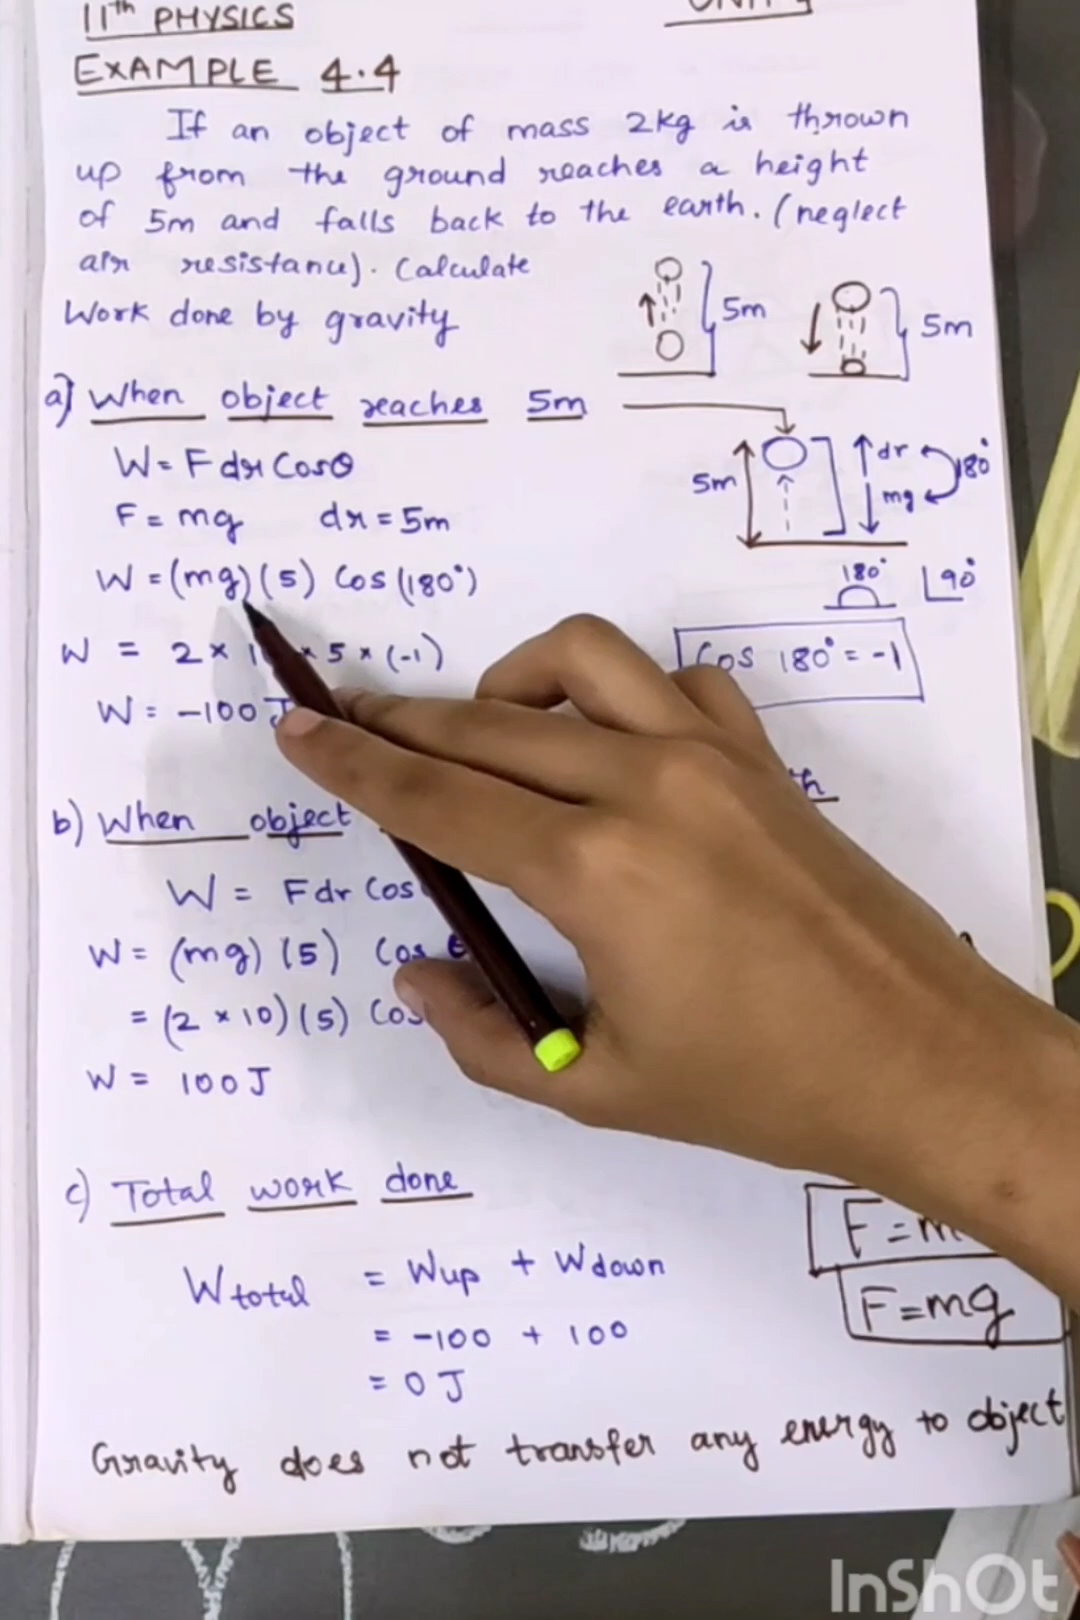 11th PHYSICS
EXAMPLE 4.4
If an object of mass 2kg is thrown
up from the ground reaches a height
of 5m and falls back to the earth. (neglect
air resistance). Calculate
Work done by gravity
5m
5m
a) When object reaches 5m
W = F dr Cosθ
F = mg dr = 5m
W = (mg) (5) Cos (180°)
W = 2 × × 5 × (-1)
W = -100 J
5m
dr
mg
180°
180° 90°
Cos 180° = -1
b) When object
W = F dr Cos
W = (mg) (5) Cos
= (2 × 10) (5) Cos
W = 100 J
c) Total work done
W total = Wup + Wdown
= -100 + 100
= 0 J
F = m
F = mg
Gravity does not transfer any energy to object
InShOt